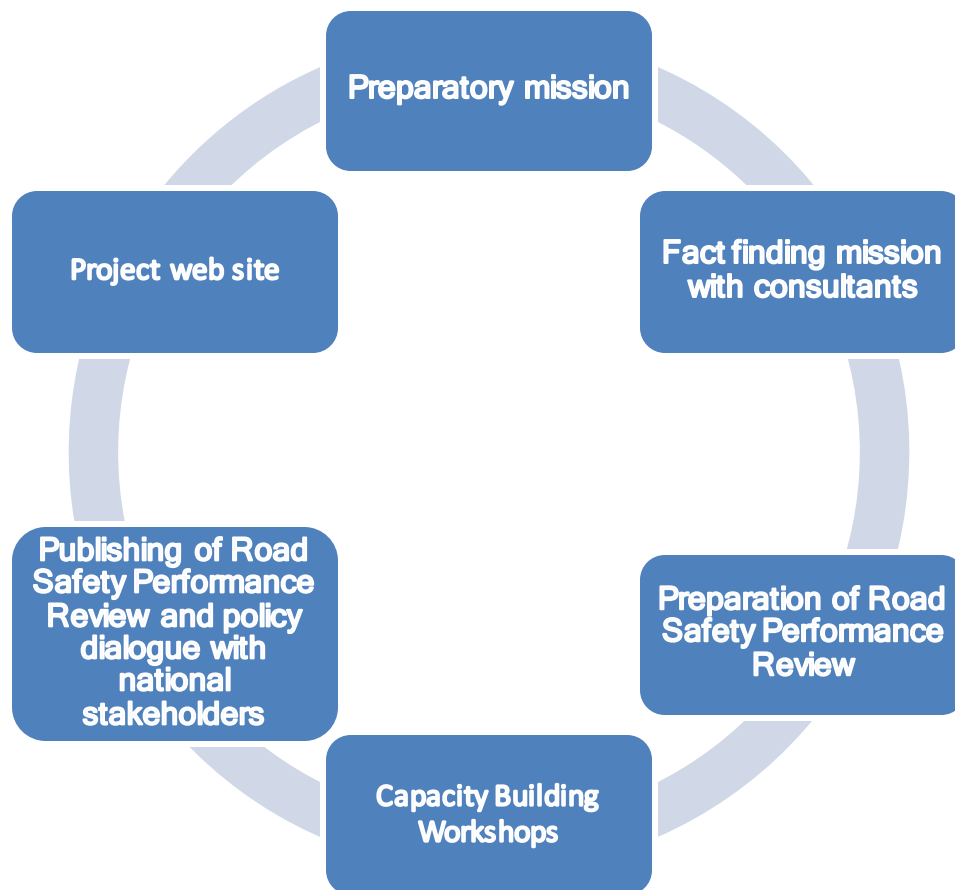 Preparatory mission
Fact finding mission
with consultants
Preparation of Road
Safety Performance
Review
Capacity Building
Workshops
Publishing of Road
Safety Performance
Review and policy
dialogue with
national
stakeholders
Project web site